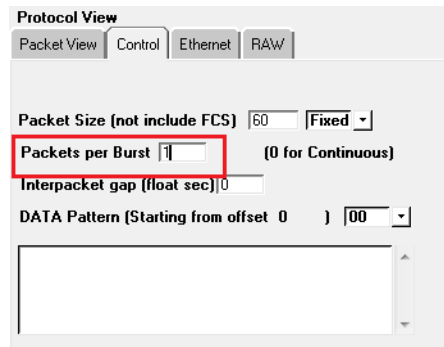 Protocol View
Packet View Control Ethernet RAW
Packet Size (not include FCS) 60 Fixed
Packets per Burst 1 (0 for Continuous)
Interpacket gap (float sec) 0
DATA Pattern (Starting from offset 0 ) 00